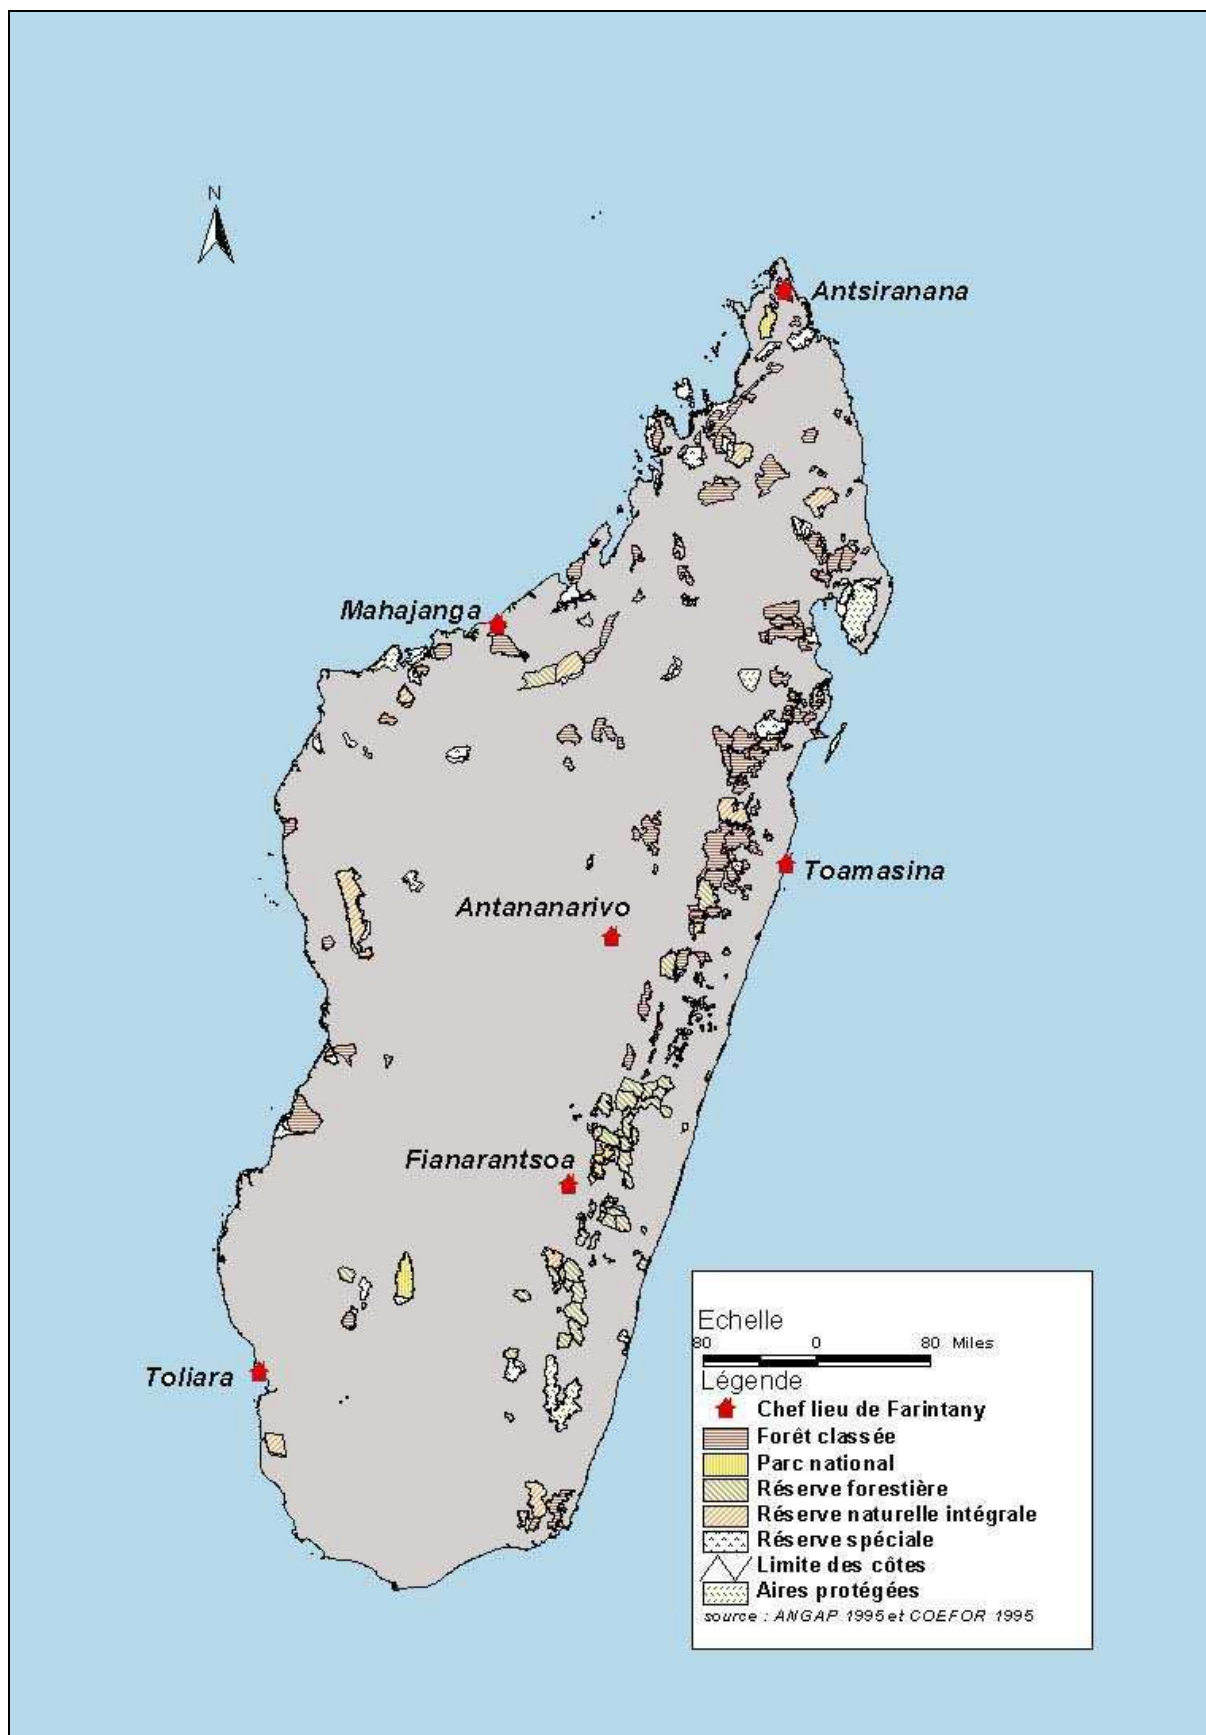 N
Antsiranana
Mahajanga
Toamasina
Antananarivo
Fianarantsoa
Toliara
Echelle
80 0 80 Miles
Légende
Chef lieu de Farintany
Forêt classée
Parc national
Réserve forestière
Réserve naturelle intégrale
Réserve spéciale
Limite des côtes
Aires protégées
source : ANGAP 1995 et COEFOR 1995